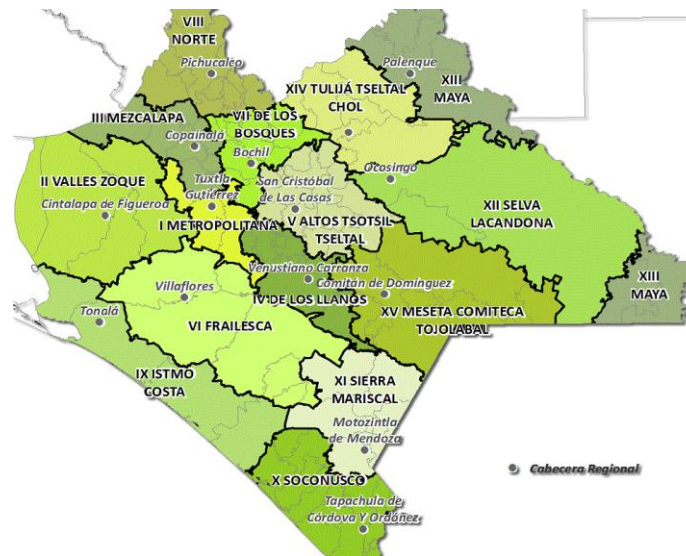 VIII
NORTE
Pichucalco
Palenque
XIII
MAYA
XIV TULIJÁ TSELTAL
CHOL
III MEZCALAPA
Copainalá
VII DE LOS
BOSQUES
Bochil
Ocosingo
II VALLES ZOQUE
Cintalapa de Figueroa
Tuxtla
Gutiérrez
I METROPOLITANA
San Cristóbal
de Las Casas
V ALTOS TSOTSIL
TSELTAL
XII SELVA
LACANDONA
Venustiano Carranza
IV DE LOS LLANOS
Comitán de Domínguez
XV MESETA COMITECA
TOJOLABAL
XIII
MAYA
Villaflores
VI FRAILESCA
Tonalá
IX ISTMO
COSTA
XI SIERRA
MARISCAL
Motozintla
de Mendoza
X SOCONUSCO
Tapachula de
Córdova Y Ordóñez
Cabecera Regional